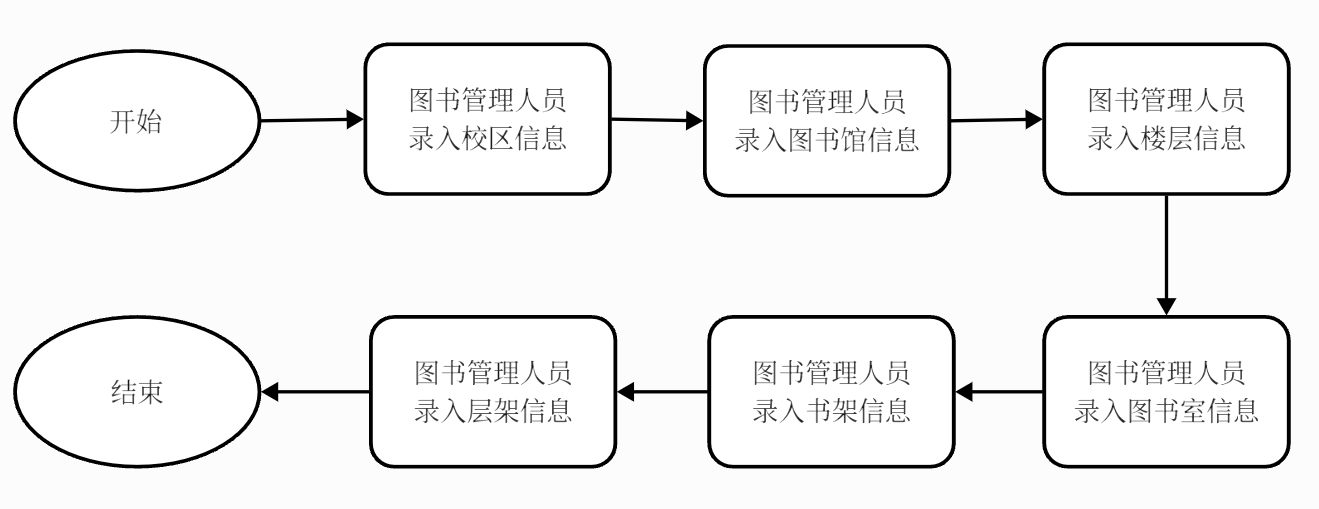 开始
图书管理人员
录入校区信息
图书管理人员
录入图书馆信息
图书管理人员
录入楼层信息
图书管理人员
录入图书室信息
图书管理人员
录入书架信息
图书管理人员
录入层架信息
结束